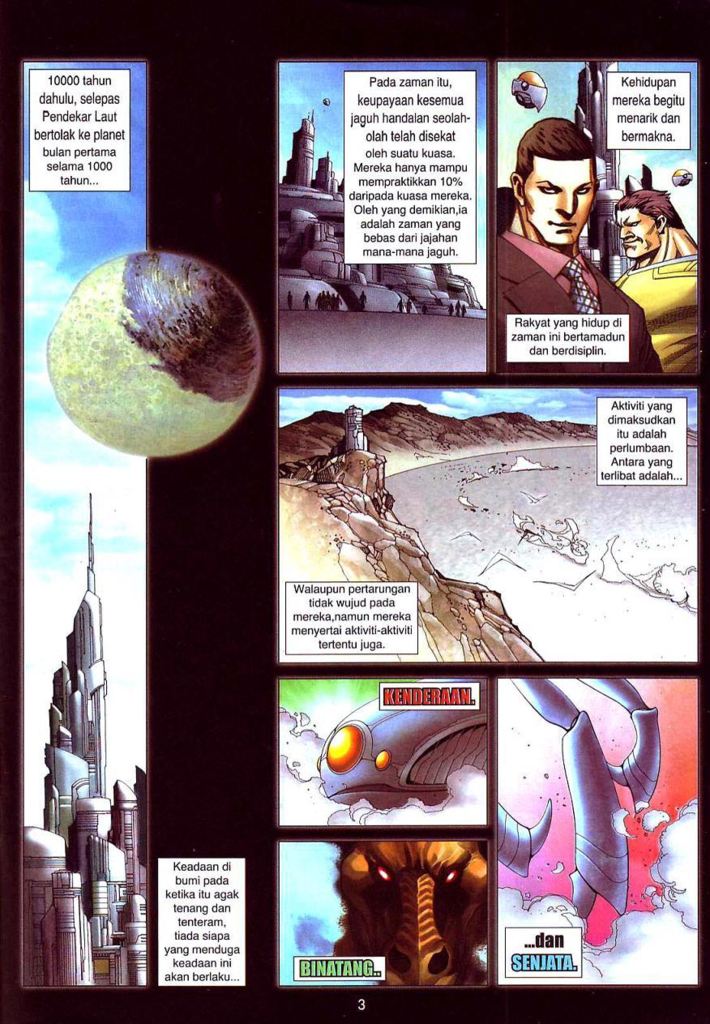 10000 tahun
dahulu, selepas
Pendekar Laut
bertolak ke planet
bulan pertama
selama 1000
tahun...
Keadaan di
bumi pada
ketika itu agak
tenang dan
tenteram,
tiada siapa
yang menduga
keadaan ini
akan berlaku...
Pada zaman itu,
keupayaan kesemua
jaguh handalan seolah-
olah telah disekat
oleh suatu kuasa.
Mereka hanya mampu
mempraktikkan 10%
daripada kuasa mereka.
Oleh yang demikian,ia
adalah zaman yang
bebas dari jajahan
mana-mana jaguh.
Kehidupan
mereka begitu
menarik dan
bermakna.
Rakyat yang hidup di
zaman ini bertamadun
dan berdisiplin.
Aktiviti yang
dimaksudkan
itu adalah
perlumbaan.
Antara yang
terlibat adalah...
Walaupun pertarungan
tidak wujud pada
mereka,namun mereka
menyertai aktiviti-aktiviti
tertentu juga.
KENDERAAN.
BINATANG..
...dan
SENJATA.
3